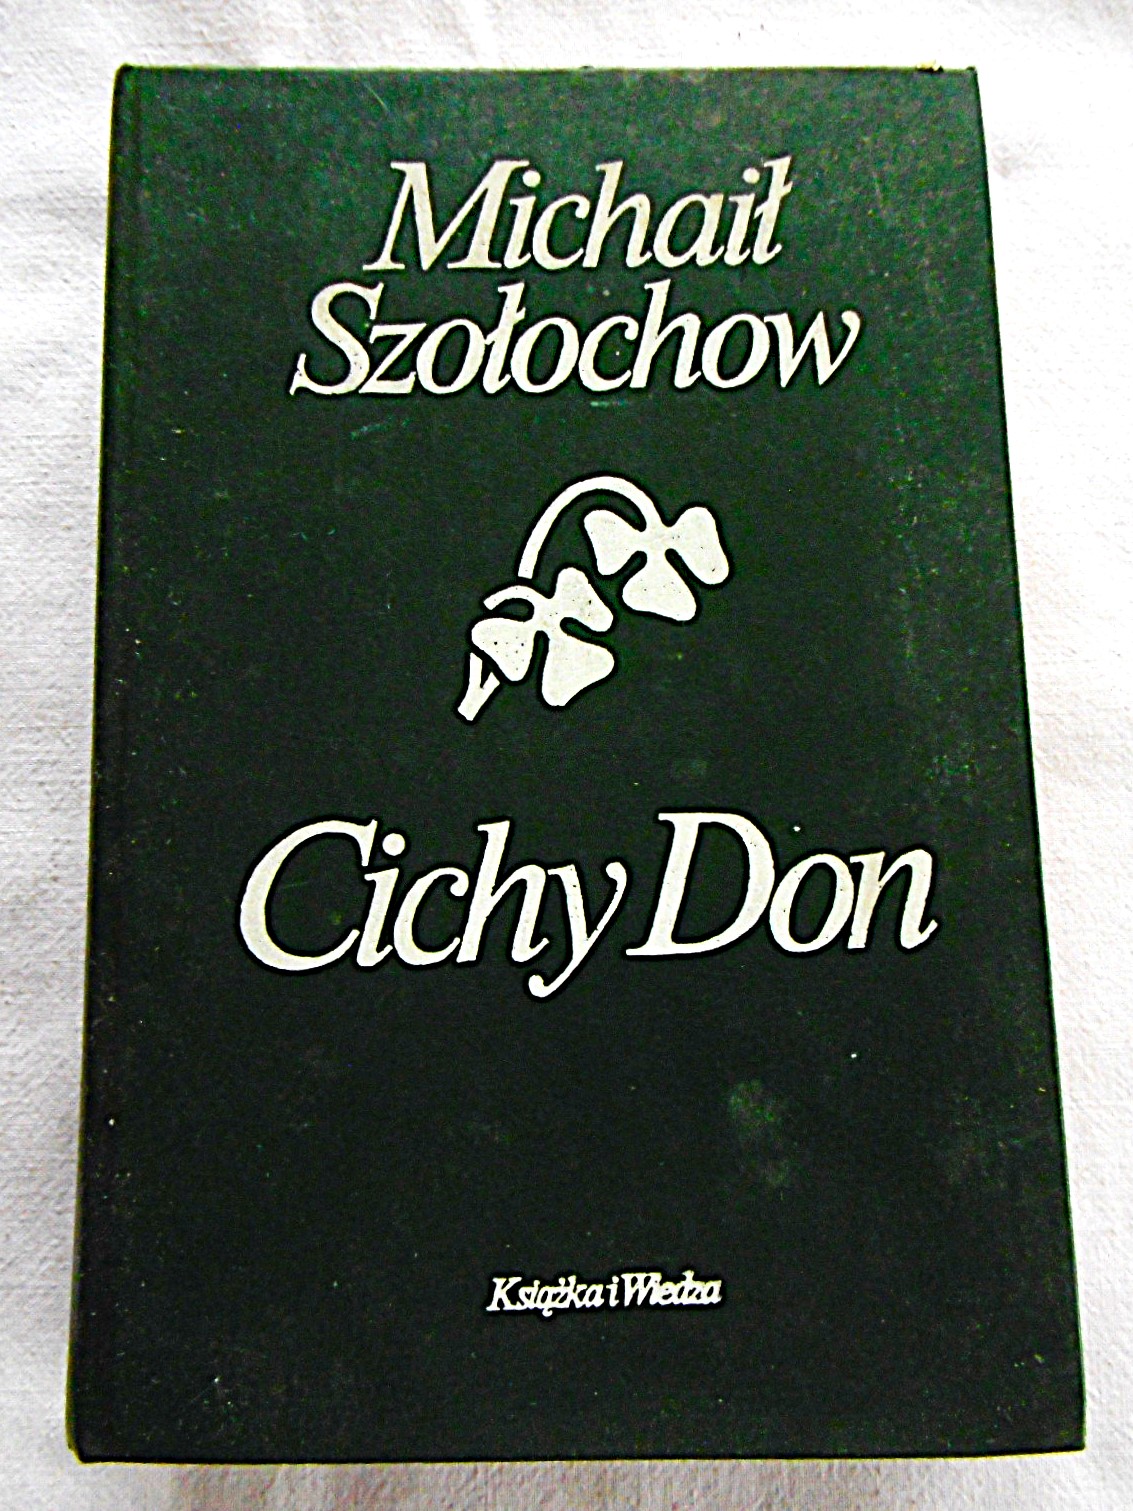 Michaił
Szołochow
Cichy Don
Książka i Wiedza